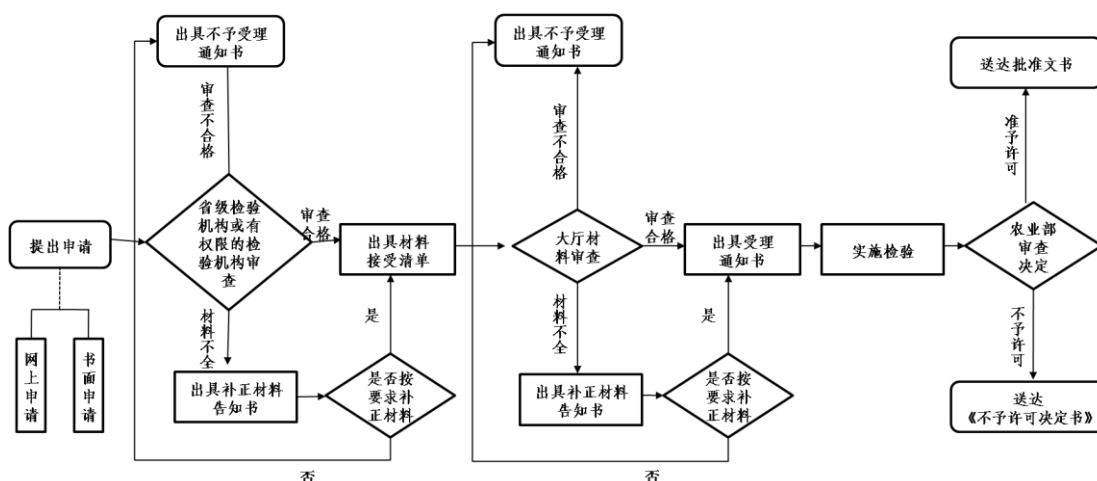 出具不予受理
通知书
审查不合格
提出申请
网上申请
书面申请
省级检验
机构或有
权限的检
验机构审
查
审查
合格
材料不全
出具补正材料
告知书
是否按
要求补
正材料
是
否
出具材料
接受清单
出具不予受理
通知书
审查不合格
大厅材
料审查
审查
合格
材料不全
出具补正材料
告知书
是否按
要求补
正材料
是
否
出具受理
通知书
实施检验
农业部
审查
决定
准予许可
送达批准文书
不予许可
送达
《不予许可决定书》